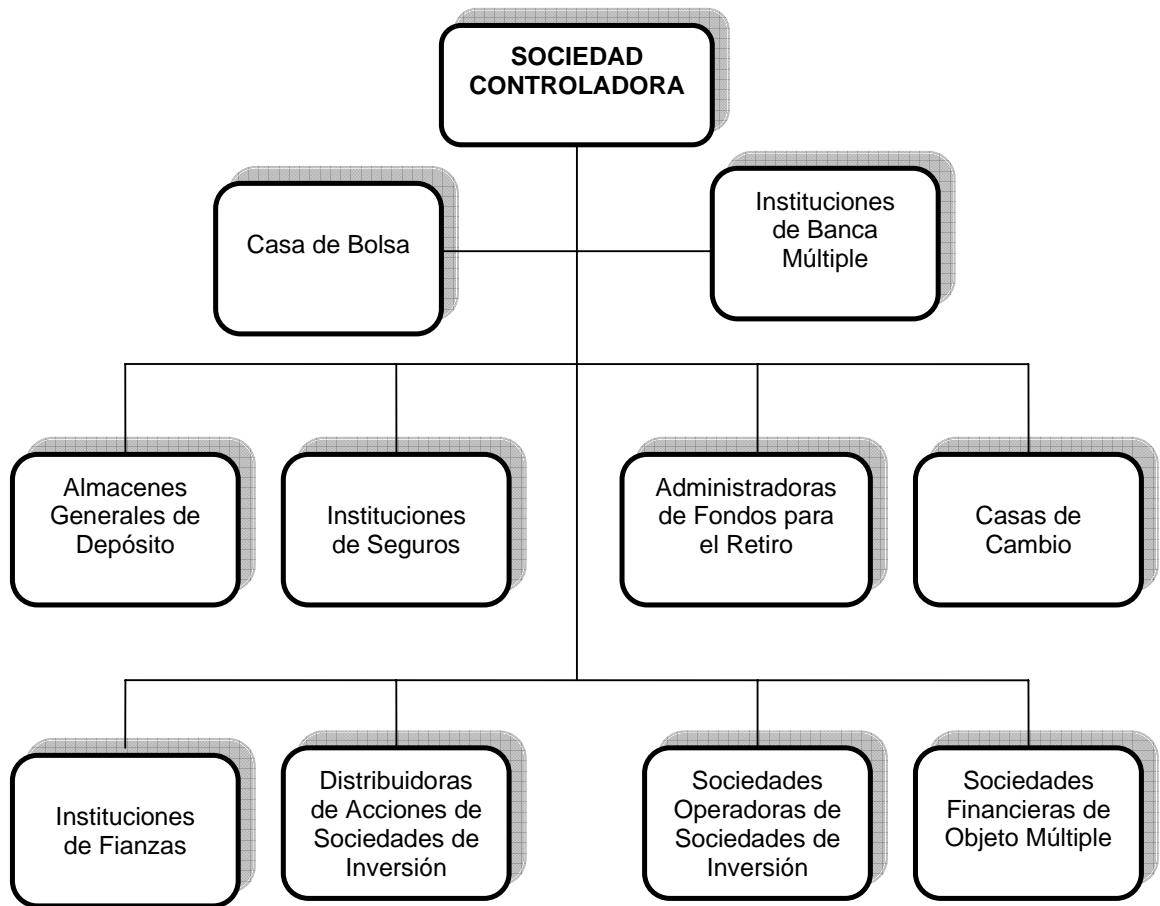 SOCIEDAD
CONTROLADORA
Casa de Bolsa
Instituciones
de Banca
Múltiple
Almacenes
Generales de
Depósito
Instituciones
de Seguros
Administradoras
de Fondos para
el Retiro
Casas de
Cambio
Instituciones
de Fianzas
Distribuidoras
de Acciones de
Sociedades de
Inversión
Sociedades
Operadoras de
Sociedades de
Inversión
Sociedades
Financieras de
Objeto Múltiple